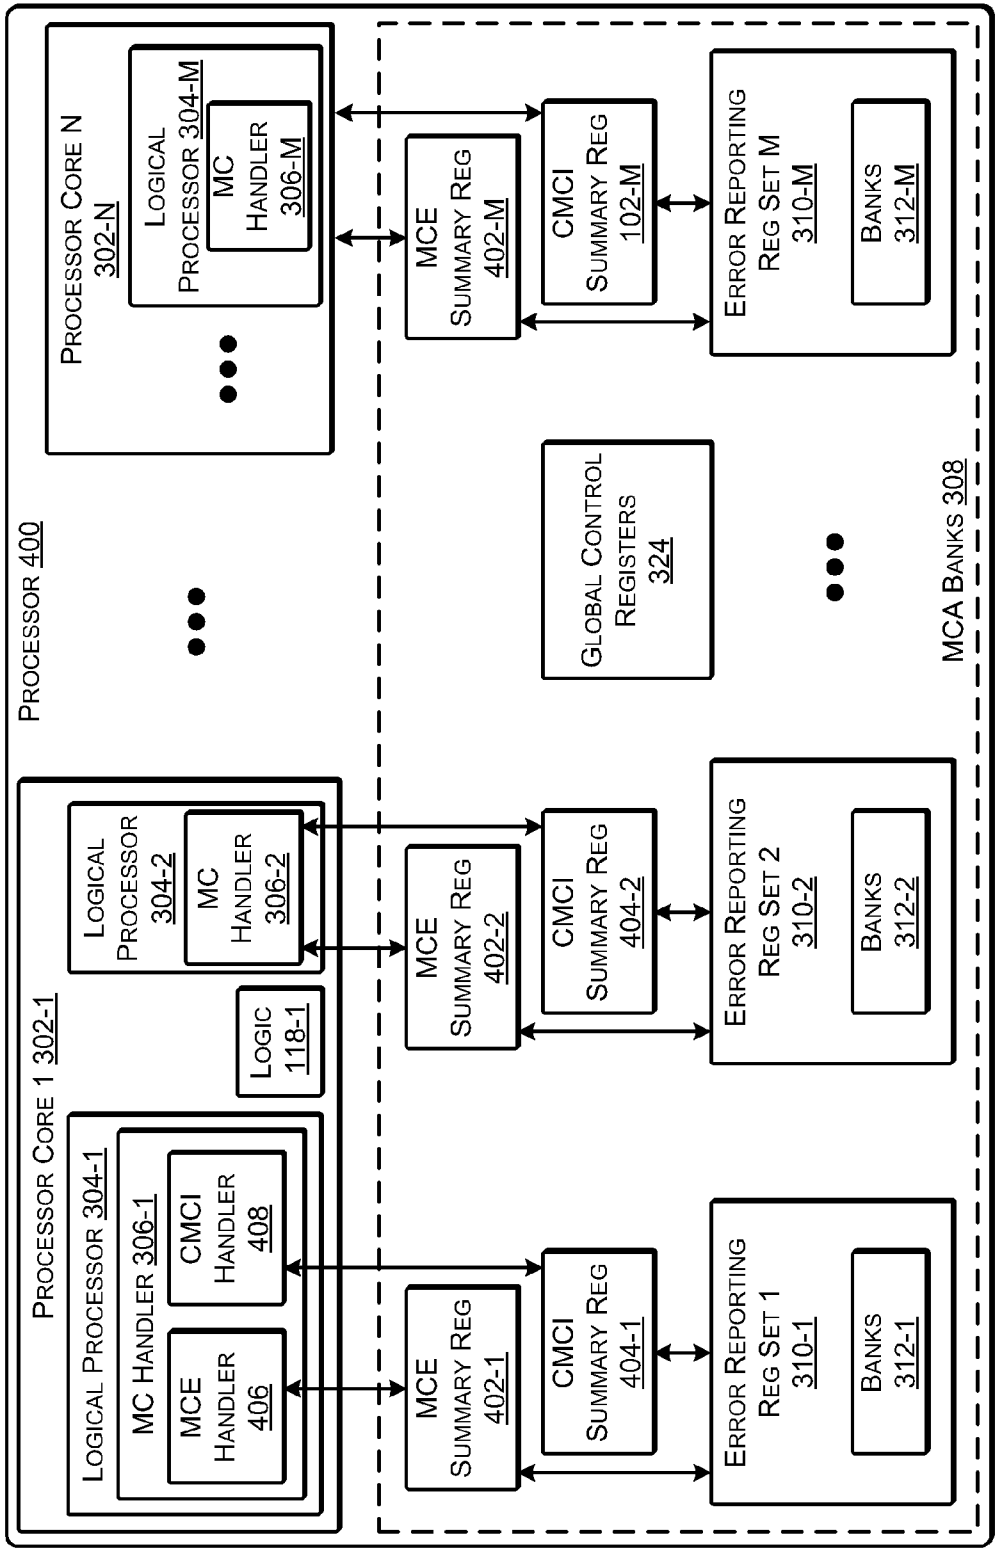 PROCESSOR 400
PROCESSOR CORE 1 302-1
LOGICAL PROCESSOR 304-1
MC HANDLER 306-1
MCE
HANDLER
406
CMCI
HANDLER
408
LOGIC
118-1
LOGICAL
PROCESSOR
304-2
MC
HANDLER
306-2
PROCESSOR CORE N
302-N
LOGICAL
PROCESSOR 304-M
MC
HANDLER
306-M
MCE
SUMMARY REG
402-1
CMCI
SUMMARY REG
404-1
ERROR REPORTING
REG SET 1
310-1
BANKS
312-1
MCE
SUMMARY REG
402-2
CMCI
SUMMARY REG
404-2
ERROR REPORTING
REG SET 2
310-2
BANKS
312-2
GLOBAL CONTROL
REGISTERS
324
MCE
SUMMARY REG
402-M
CMCI
SUMMARY REG
102-M
ERROR REPORTING
REG SET M
310-M
BANKS
312-M
MCA BANKS 308